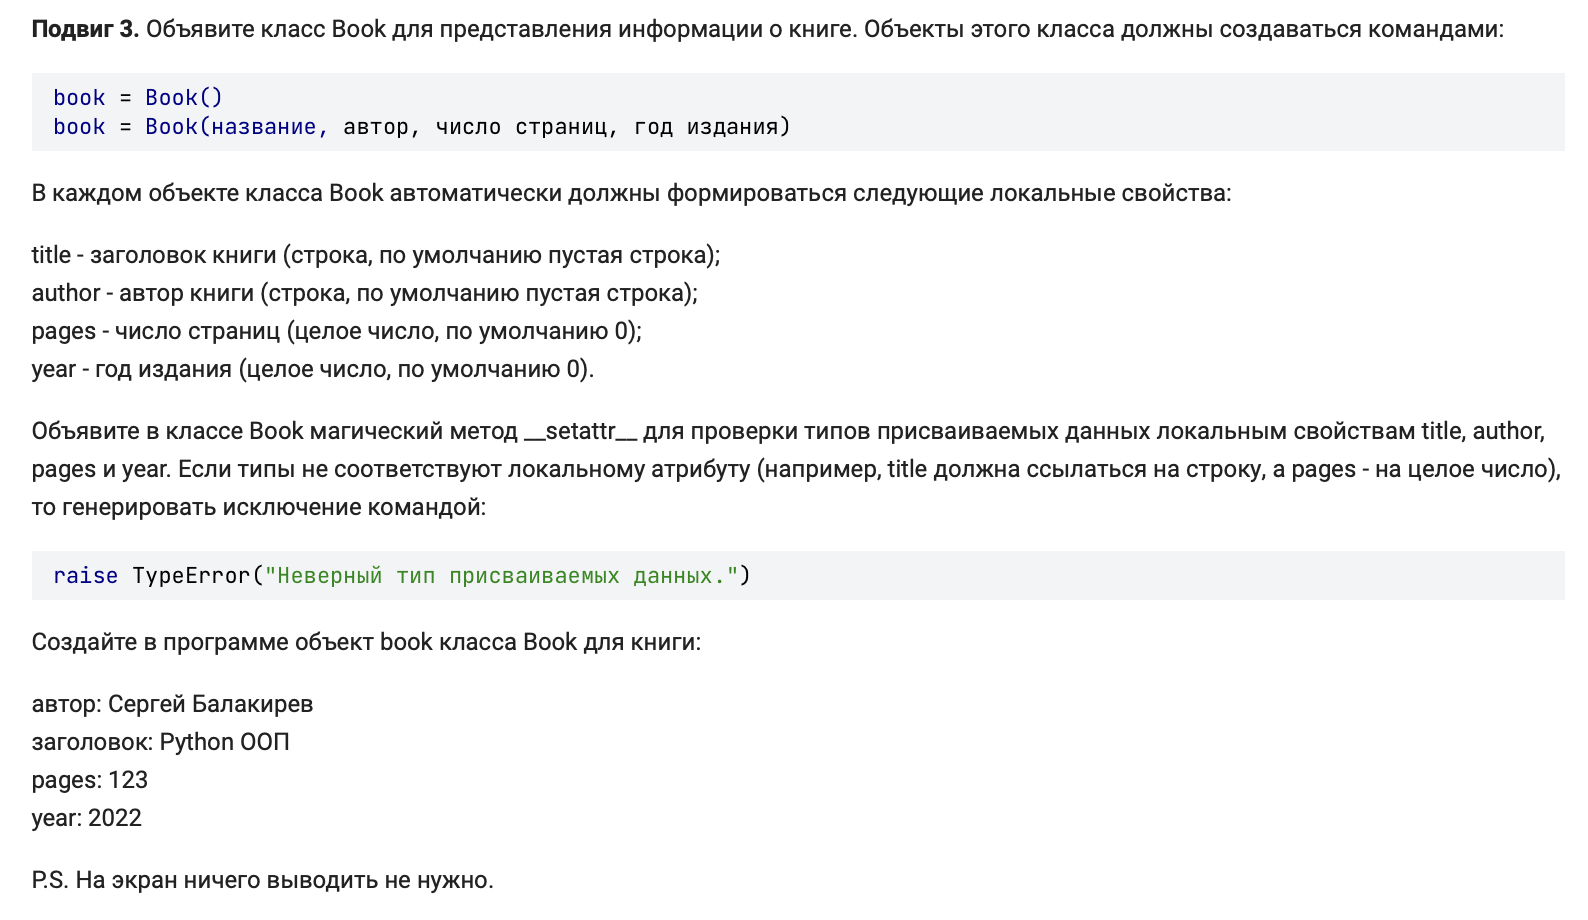 Подвиг 3. Объявите класс Book для представления информации о книге. Объекты этого класса должны создаваться командами:
book = Book()
book = Book(название, автор, число страниц, год издания)
В каждом объекте класса Book автоматически должны формироваться следующие локальные свойства:
title - заголовок книги (строка, по умолчанию пустая строка);
author - автор книги (строка, по умолчанию пустая строка);
pages - число страниц (целое число, по умолчанию 0);
year - год издания (целое число, по умолчанию 0).
Объявите в классе Book магический метод __setattr__ для проверки типов присваиваемых данных локальным свойствам title, author,
pages и year. Если типы не соответствуют локальному атрибуту (например, title должна ссылаться на строку, а pages - на целое число),
то генерировать исключение командой:
raise TypeError("Неверный тип присваиваемых данных.")
Создайте в программе объект book класса Book для книги:
автор: Сергей Балакирев
заголовок: Python ООП
pages: 123
year: 2022
P.S. На экран ничего выводить не нужно.